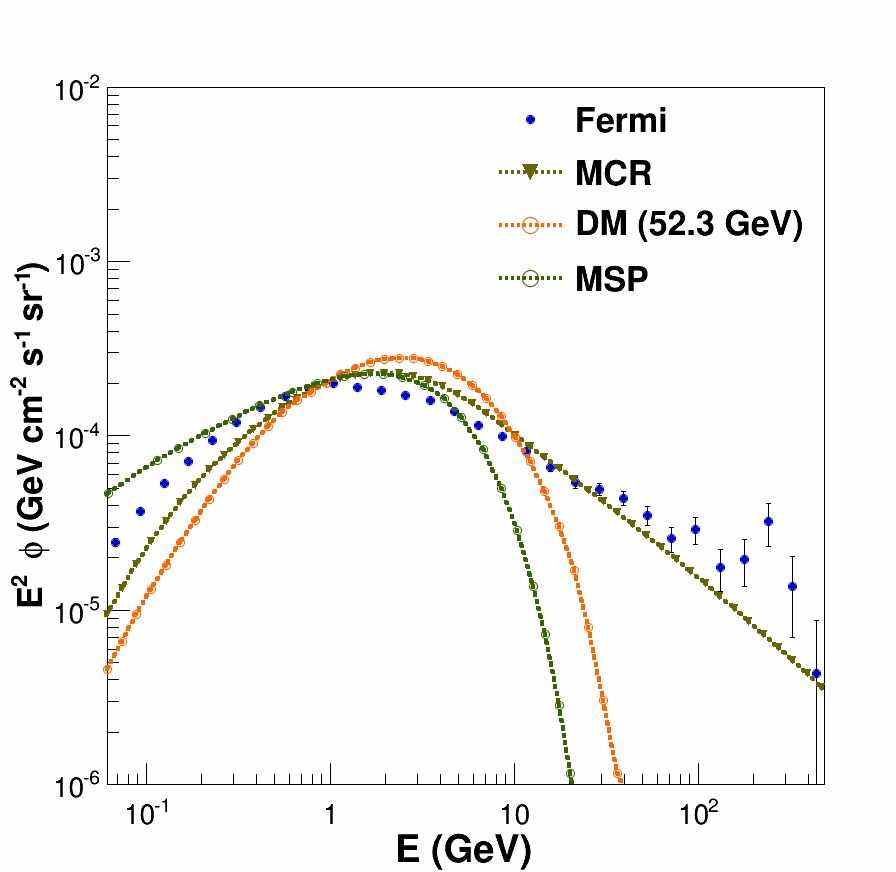 10^-2
Fermi
MCR
DM (52.3 GeV)
MSP
10^-3
10^-4
10^-5
10^-6
E^2 ϕ (GeV cm^-2 s^-1 sr^-1)
10^-1 1 10 10^2
E (GeV)